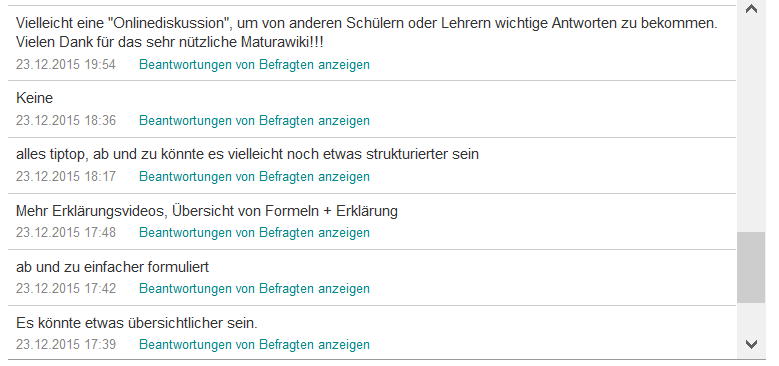 Vielleicht eine "Onlinediskussion", um von anderen Schülern oder Lehrern wichtige Antworten zu bekommen.
Vielen Dank für das sehr nützliche Maturawiki!!!
23.12.2015 19:54 Beantwortungen von Befragten anzeigen
Keine
23.12.2015 18:36 Beantwortungen von Befragten anzeigen
alles tiptop, ab und zu könnte es vielleicht noch etwas strukturierter sein
23.12.2015 18:17 Beantwortungen von Befragten anzeigen
Mehr Erklärungsvideos, Übersicht von Formeln + Erklärung
23.12.2015 17:48 Beantwortungen von Befragten anzeigen
ab und zu einfacher formuliert
23.12.2015 17:42 Beantwortungen von Befragten anzeigen
Es könnte etwas übersichtlicher sein.
23.12.2015 17:39 Beantwortungen von Befragten anzeigen